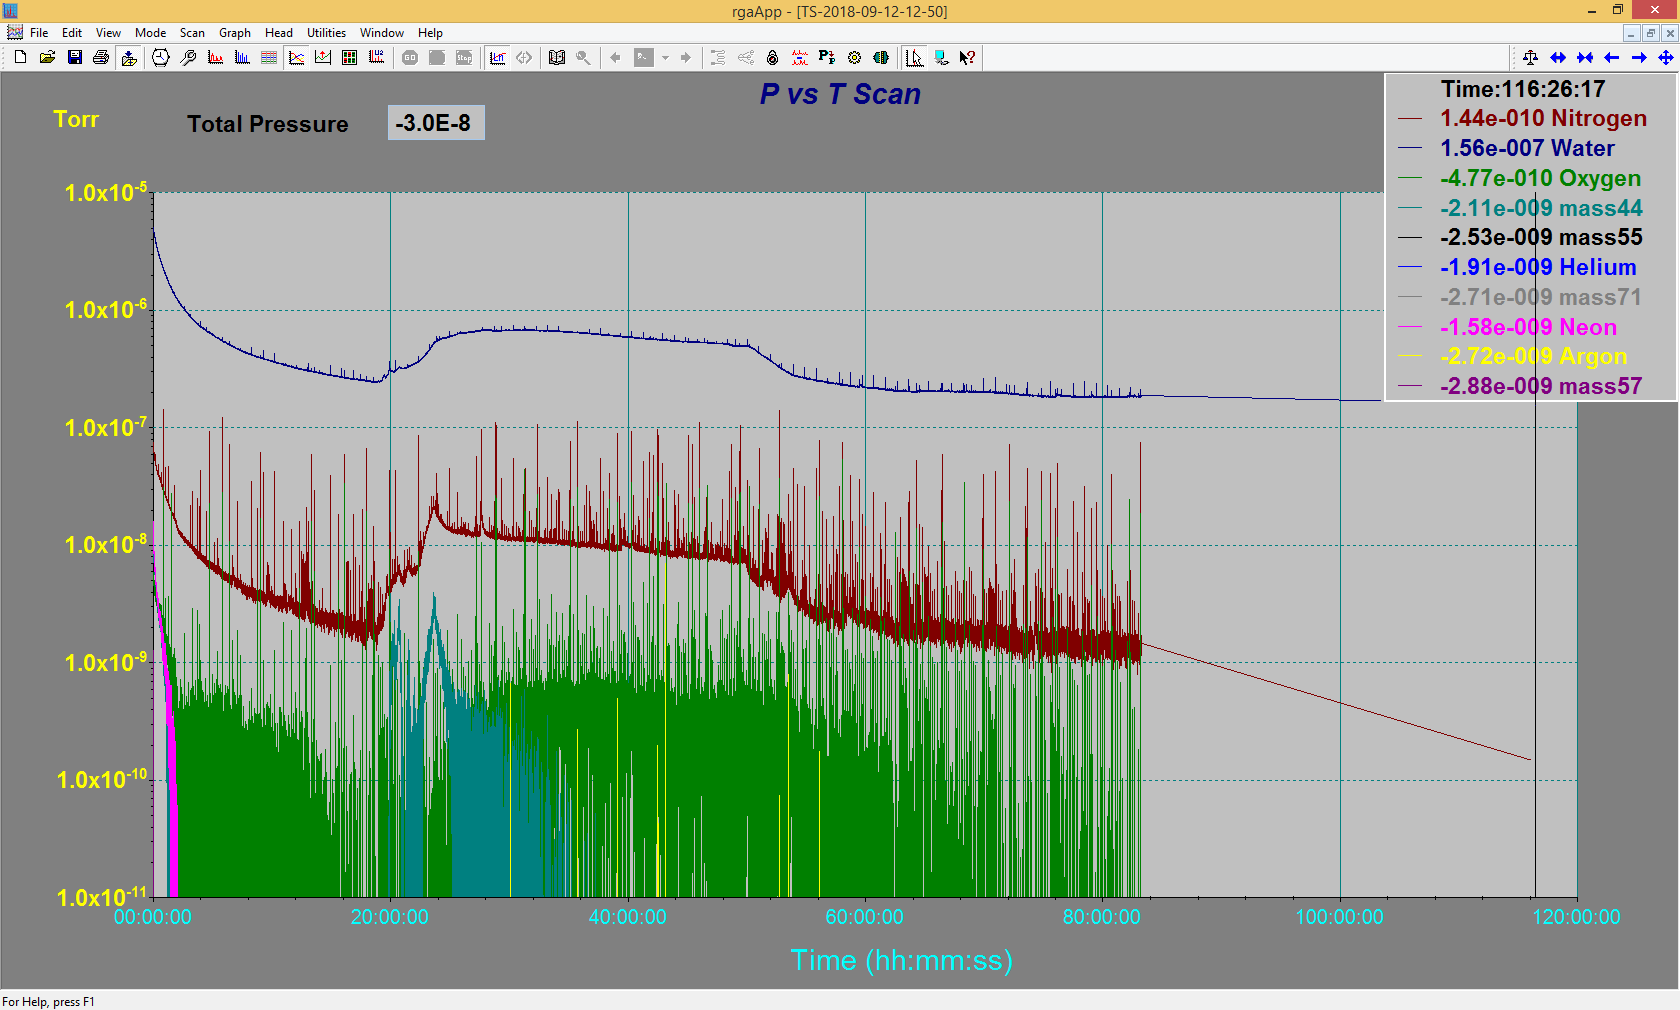 rgaApp - [TS-2018-09-12-12-50]
File Edit View Mode Scan Graph Head Utilities Window Help
GO Stop
P vs T Scan
Torr
Total Pressure -3.0E-8
Time:116:26:17
1.44e-010 Nitrogen
1.56e-007 Water
-4.77e-010 Oxygen
-2.11e-009 mass44
-2.53e-009 mass55
-1.91e-009 Helium
-2.71e-009 mass71
-1.58e-009 Neon
-2.72e-009 Argon
-2.88e-009 mass57
1.0x10-5
1.0x10-6
1.0x10-7
1.0x10-8
1.0x10-9
1.0x10-10
1.0x10-11
00:00:00 20:00:00 40:00:00 60:00:00 80:00:00 100:00:00 120:00:00
Time (hh:mm:ss)
For Help, press F1